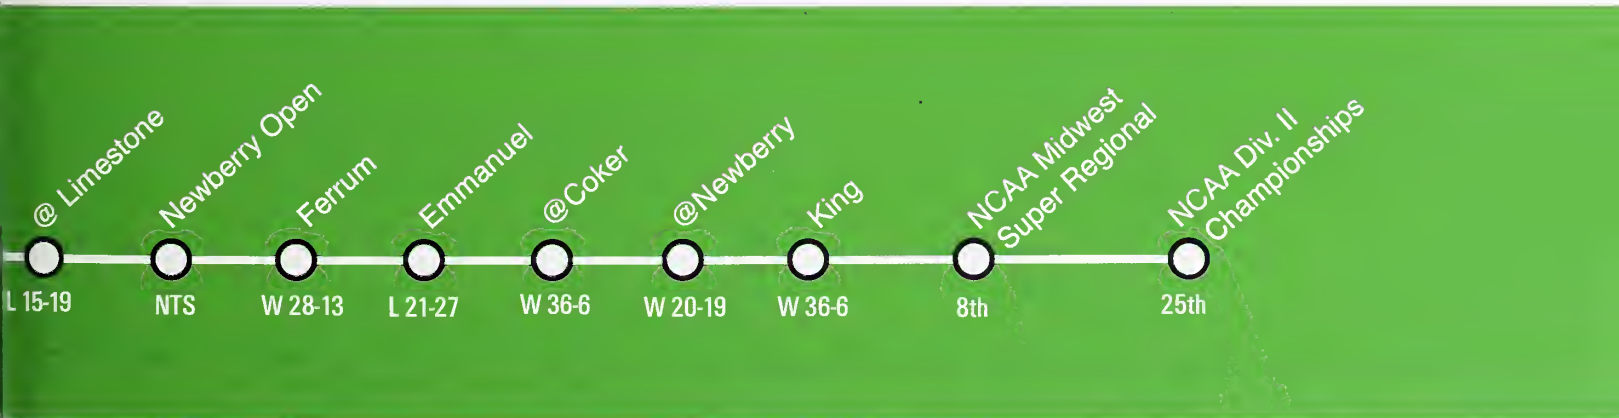 @ Limestone
Newberry Open
Ferrum
Emmanuel
@Coker
@Newberry
King
NCAA Midwest
Super Regional
NCAA Div. II
Championships
L 15-19
NTS
W 28-13
L 21-27
W 36-6
W 20-19
W 36-6
8th
25th